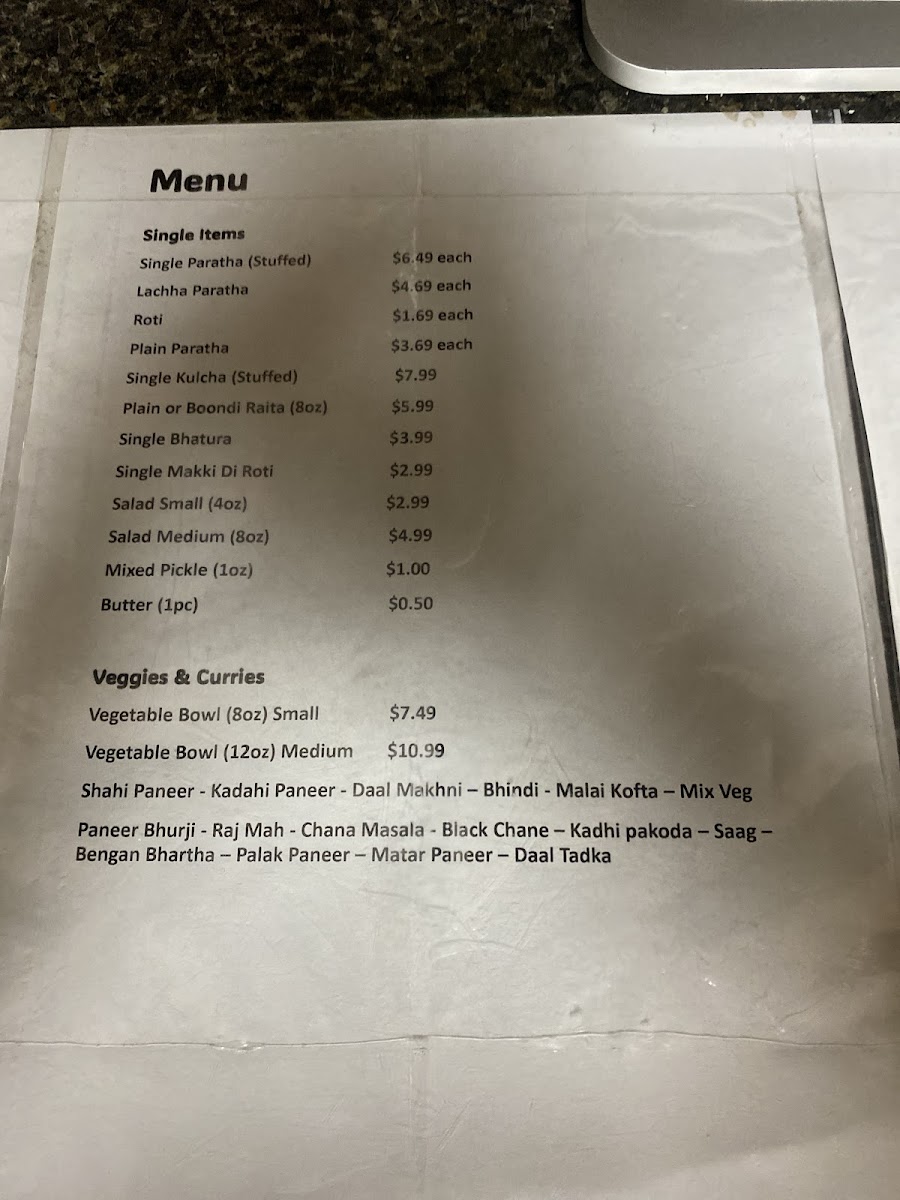 Menu
Single Items
Single Paratha (Stuffed) $6.49 each
Lachha Paratha $4.69 each
Roti $1.69 each
Plain Paratha $3.69 each
Single Kulcha (Stuffed) $7.99
Plain or Boondi Raita (8oz) $5.99
Single Bhatura $3.99
Single Makki Di Roti $2.99
Salad Small (4oz) $2.99
Salad Medium (8oz) $4.99
Mixed Pickle (1oz) $1.00
Butter (1pc) $0.50
Veggies & Curries
Vegetable Bowl (8oz) Small $7.49
Vegetable Bowl (12oz) Medium $10.99
Shahi Paneer - Kadahi Paneer - Daal Makhni – Bhindi - Malai Kofta – Mix Veg
Paneer Bhurji - Raj Mah - Chana Masala - Black Chane – Kadhi pakoda – Saag –
Bengan Bhartha – Palak Paneer – Matar Paneer – Daal Tadka